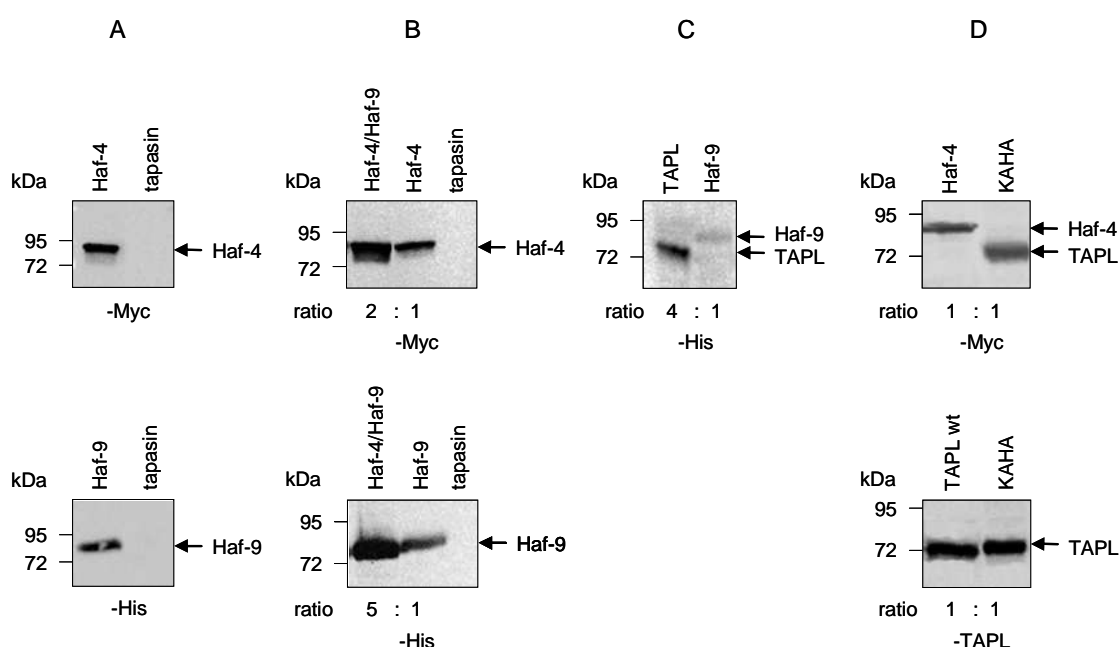 A
B
C
D
Haf-4
tapasin
kDa
95
72
Haf-4
-Myc
Haf-4/Haf-9
Haf-4
tapasin
kDa
95
72
Haf-4
ratio 2 : 1
-Myc
TAPL
Haf-9
kDa
95
72
Haf-9
TAPL
ratio 4 : 1
-His
Haf-4
KAHA
kDa
95
72
Haf-4
TAPL
ratio 1 : 1
-Myc
Haf-9
tapasin
kDa
95
72
Haf-9
-His
Haf-4/Haf-9
Haf-9
tapasin
kDa
95
72
Haf-9
ratio 5 : 1
-His
TAPL wt
KAHA
kDa
95
72
TAPL
ratio 1 : 1
-TAPL